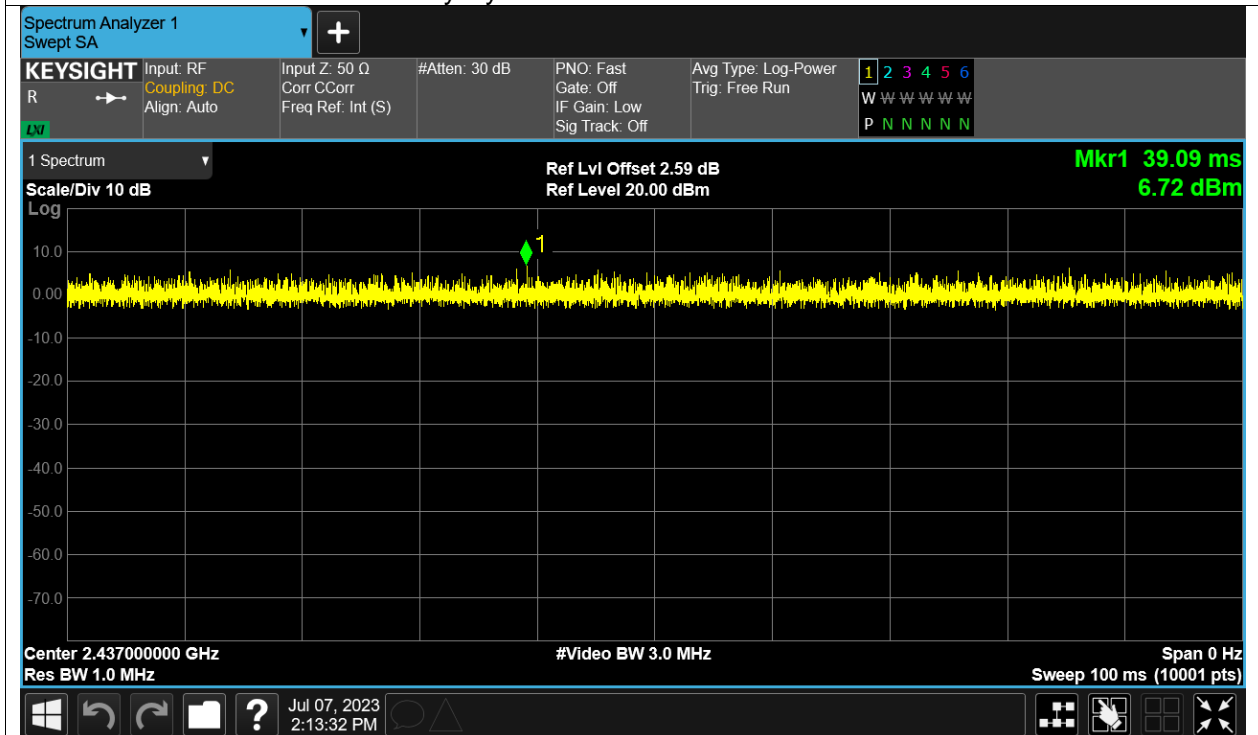 Spectrum Analyzer 1
Swept SA
+
KEYSIGHT
R
LXI
Input: RF
Coupling: DC
Align: Auto
Input Z: 50 Ω
Corr CCorr
Freq Ref: Int (S)
#Atten: 30 dB
PNO: Fast
Gate: Off
IF Gain: Low
Sig Track: Off
Avg Type: Log-Power
Trig: Free Run
1 2 3 4 5 6
W W W W W W
P N N N N N
1 Spectrum
Scale/Div 10 dB
Log
Ref Lvl Offset 2.59 dB
Ref Level 20.00 dBm
Mkr1 39.09 ms
6.72 dBm
1
10.0
0.00
-10.0
-20.0
-30.0
-40.0
-50.0
-60.0
-70.0
Center 2.437000000 GHz
Res BW 1.0 MHz
#Video BW 3.0 MHz
Span 0 Hz
Sweep 100 ms (10001 pts)
?
Jul 07, 2023
2:13:32 PM